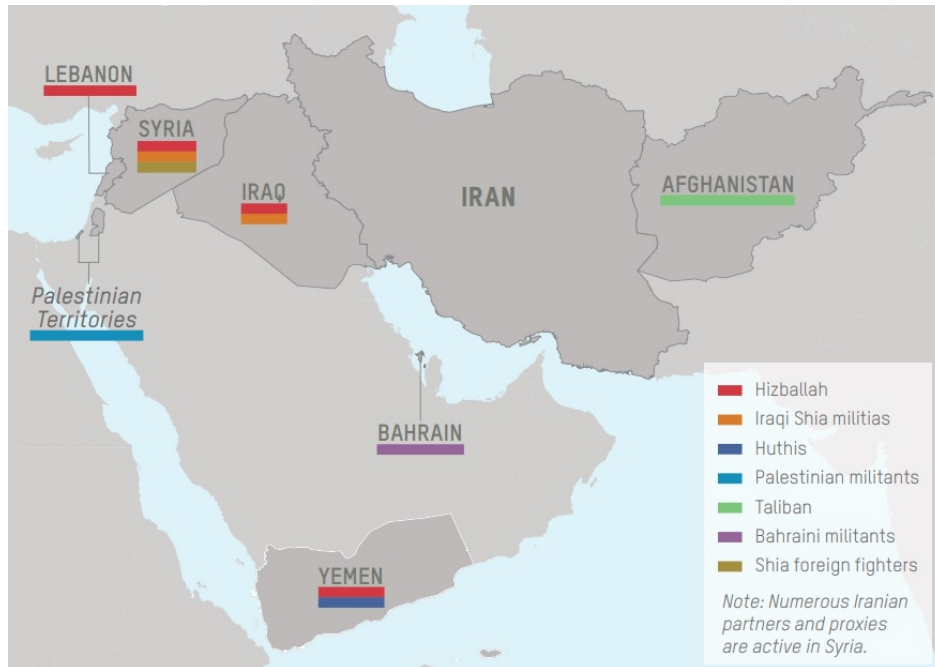 LEBANON
SYRIA
IRAQ
IRAN
AFGHANISTAN
Palestinian
Territories
BAHRAIN
YEMEN
Hizballah
Iraqi Shia militias
Huthis
Palestinian militants
Taliban
Bahraini militants
Shia foreign fighters
Note: Numerous Iranian
partners and proxies
are active in Syria.